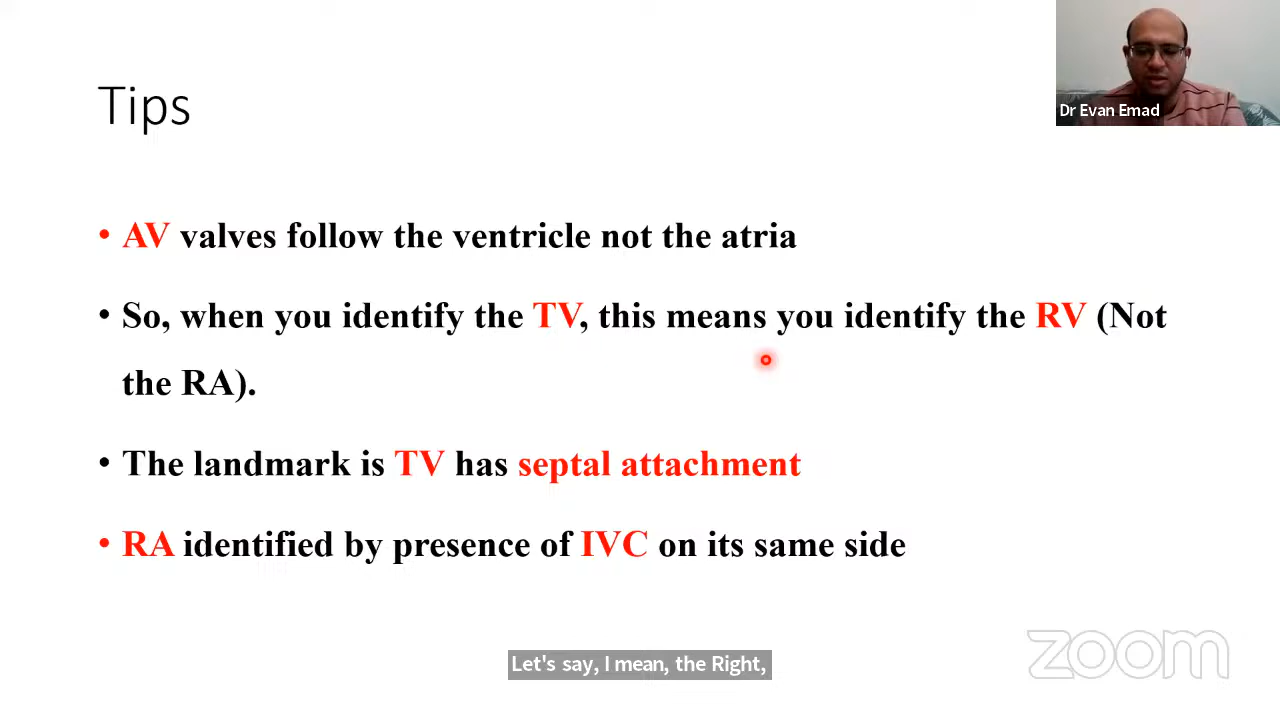 Dr Evan Emad
Tips
• AV valves follow the ventricle not the atria
• So, when you identify the TV, this means you identify the RV (Not
the RA).
• The landmark is TV has septal attachment
• RA identified by presence of IVC on its same side
zoom
Let's say, I mean, the Right,